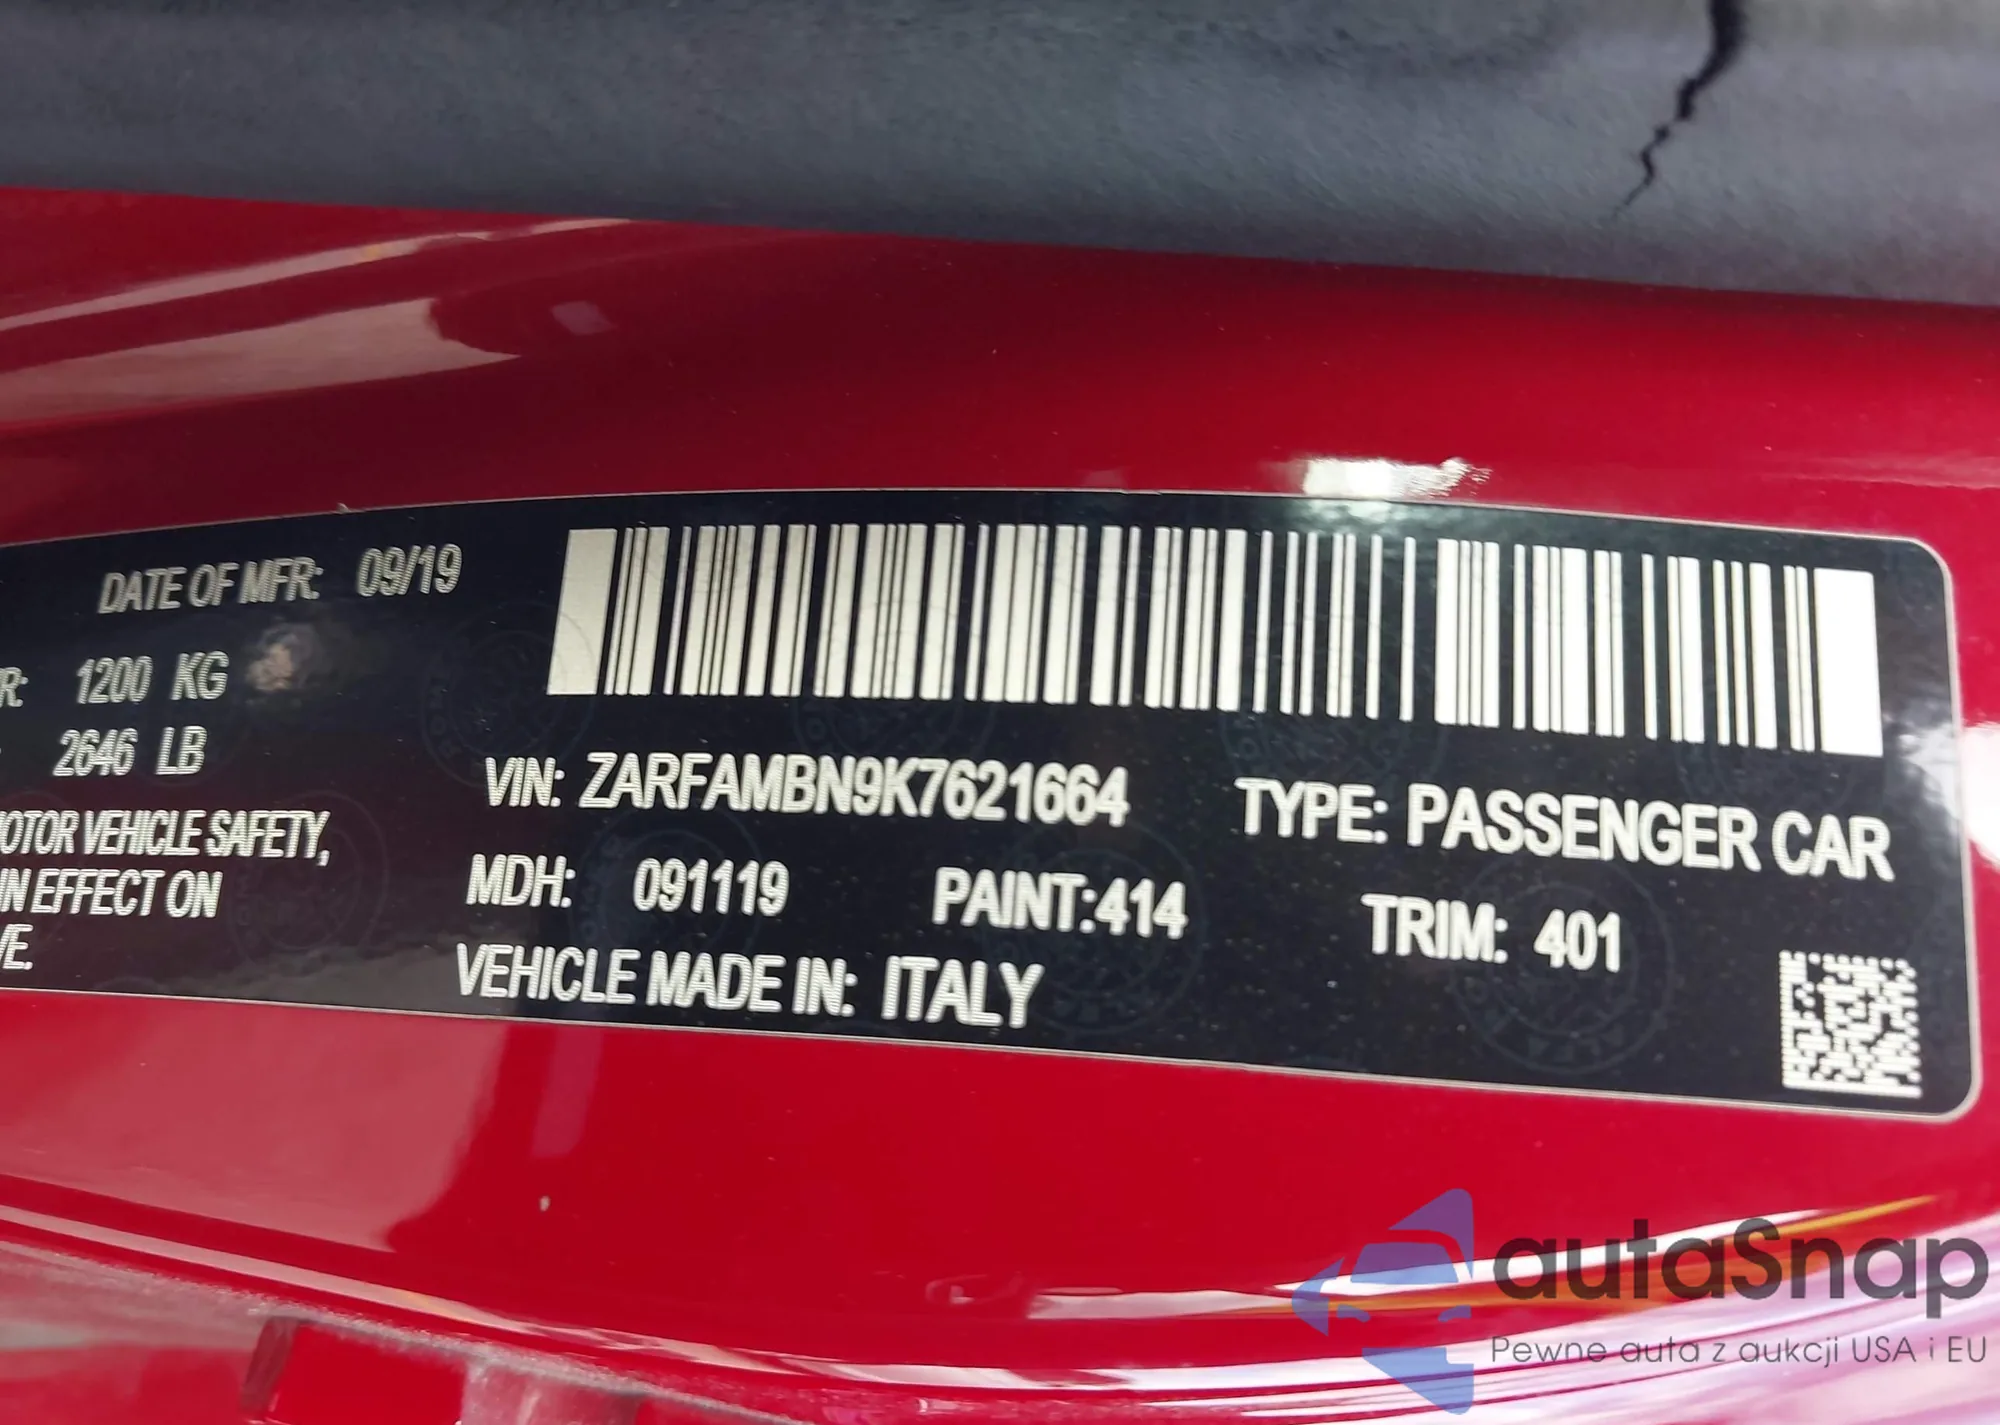 DATE OF MFR: 09/19
R: 1200 KG
2646 LB
VIN: ZARFAMBN9K7621664 TYPE: PASSENGER CAR
OTOR VEHICLE SAFETY,
MDH: 091119 PAINT:414 TRIM: 401
IN EFFECT ON
VE.
VEHICLE MADE IN: ITALY
autaSnap
Pewne auta z aukcji USA i EU